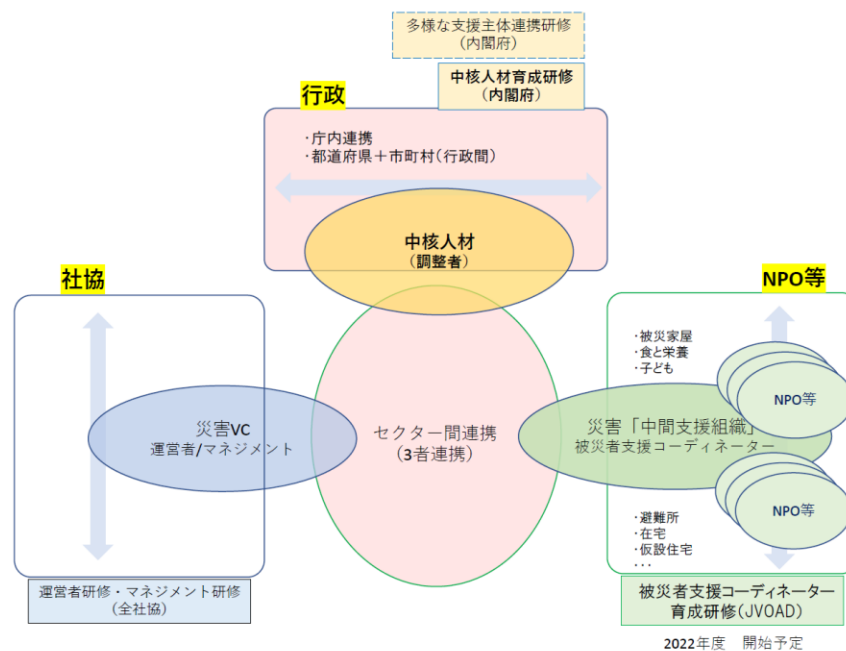 多様な支援主体連携研修
(内閣府)
中核人材育成研修
(内閣府)
行政
・庁内連携
・都道府県＋市町村(行政間)
中核人材
(調整者)
社協
災害VC
運営者/マネジメント
運営者研修・マネジメント研修
(全社協)
セクター間連携
(3者連携)
NPO等
・被災家屋
・食と栄養
・子ども
NPO等
災害「中間支援組織」
被災者支援コーディネーター
NPO等
・避難所
・在宅
・仮設住宅
・・・
被災者支援コーディネーター
育成研修(JVOAD)
2022年度　開始予定